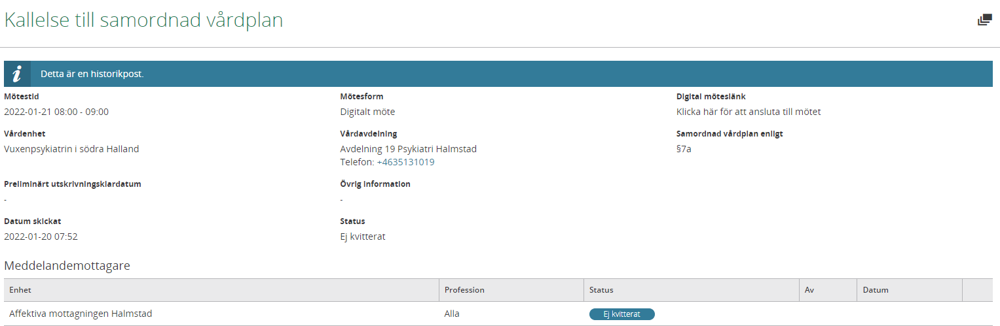 Kallelse till samordnad vårdplan
Detta är en historikpost.
Mötestid Mötesform Digital möteslänk
2022-01-21 08:00 - 09:00 Digitalt möte Klicka här för att ansluta till mötet
Vårdenhet Vårdavdelning Samordnad vårdplan enligt
Vuxenpsykiatrin i södra Halland Avdelning 19 Psykiatri Halmstad §7a
Telefon: +4635131019
Preliminärt utskrivningsklardatum Övrig information
- -
Datum skickat Status
2022-01-20 07:52 Ej kvitterat
Meddelandemottagare
Enhet Profession Status Av Datum
Affektiva mottagningen Halmstad Alla Ej kvitterat